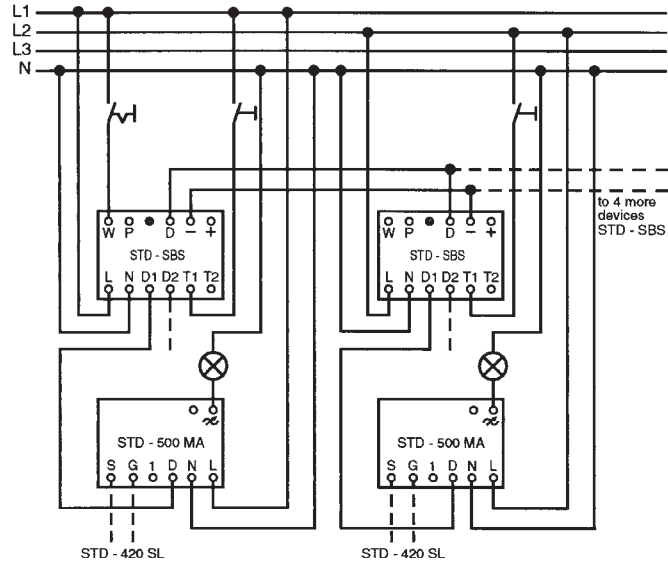 L1
L2
L3
N
to 4 more
devices
STD - SBS
W P D − +
STD - SBS
L N D1 D2 T1 T2
W P D − +
STD - SBS
L N D1 D2 T1 T2
STD - 500 MA
S G 1 D N L
STD - 500 MA
S G 1 D N L
STD - 420 SL
STD - 420 SL